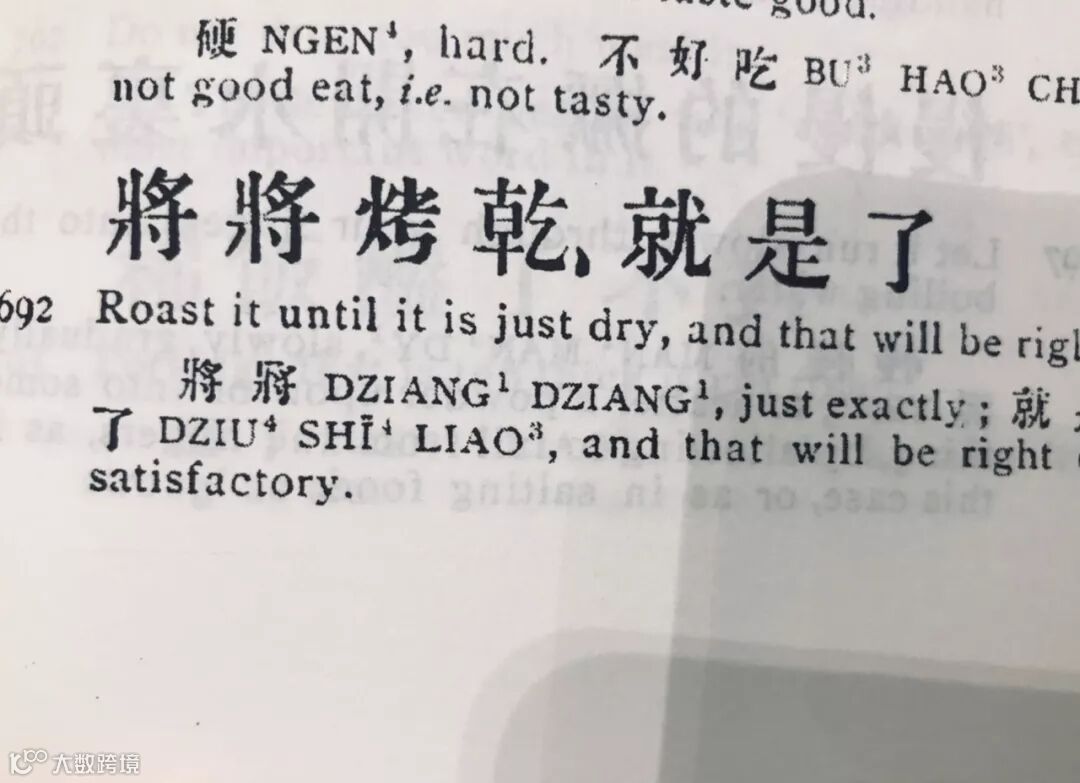 good.
硬 NGEN⁴, hard. 不 好 吃 BU³ HAO³ CH
not good eat, i.e. not tasty.
將 將 烤 乾、就 是 了
692 Roast it until it is just dry, and that will be righ
將 將 DZIANG¹ DZIANG¹, just exactly; 就
了 DZIU⁴ SHĪ⁴ LIAO³, and that will be right
satisfactory.
大数跨境